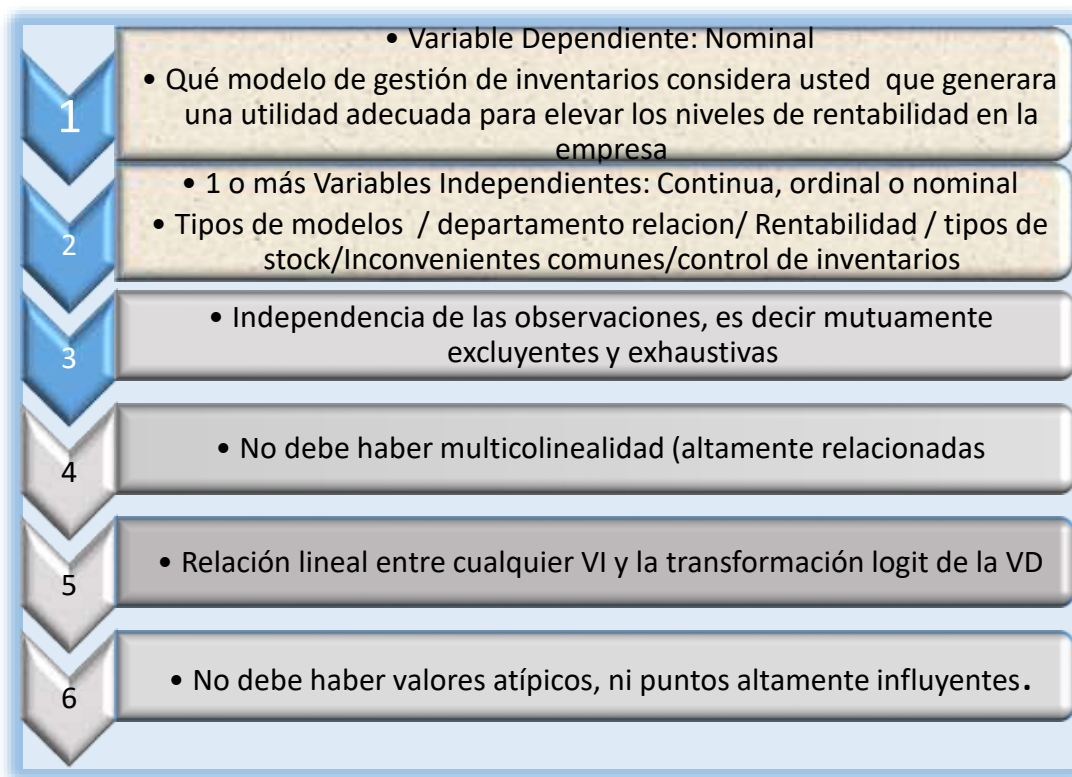 1
• Variable Dependiente: Nominal
• Qué modelo de gestión de inventarios considera usted que generara
una utilidad adecuada para elevar los niveles de rentabilidad en la
empresa
2
• 1 o más Variables Independientes: Continua, ordinal o nominal
• Tipos de modelos / departamento relacion/ Rentabilidad / tipos de
stock/Inconvenientes comunes/control de inventarios
3
• Independencia de las observaciones, es decir mutuamente
excluyentes y exhaustivas
4
• No debe haber multicolinealidad (altamente relacionadas
5
• Relación lineal entre cualquier VI y la transformación logit de la VD
6
• No debe haber valores atípicos, ni puntos altamente influyentes.